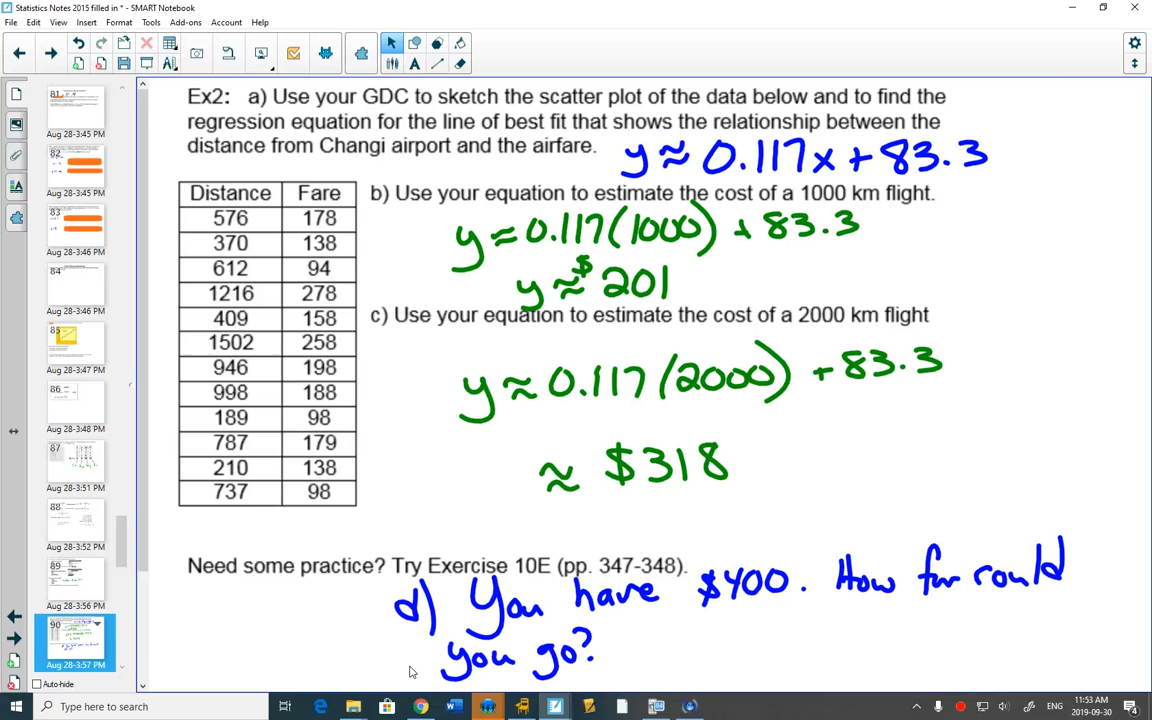 Statistics Notes 2015 filled in * - SMART Notebook
File Edit View Insert Format Tools Add-ons Account Help
Ex2: a) Use your GDC to sketch the scatter plot of the data below and to find the
regression equation for the line of best fit that shows the relationship between the
distance from Changi airport and the airfare.
y ≈ 0.117x + 83.3
Distance Fare
576 178
370 138
612 94
1216 278
409 158
1502 258
946 198
998 188
189 98
787 179
210 138
737 98
b) Use your equation to estimate the cost of a 1000 km flight.
y ≈ 0.117(1000) + 83.3
y ≈ $201
c) Use your equation to estimate the cost of a 2000 km flight
y ≈ 0.117(2000) + 83.3
≈ $318
Need some practice? Try Exercise 10E (pp. 347-348).
d) You have $400. How far could
you go?
81
Aug 28-3:45 PM
82
Aug 28-3:45 PM
83
Aug 28-3:46 PM
84
Aug 28-3:46 PM
85
Aug 28-3:47 PM
86
Aug 28-3:48 PM
87
Aug 28-3:51 PM
88
Aug 28-3:52 PM
89
Aug 28-3:56 PM
90
Aug 28-3:57 PM
Auto-hide
Type here to search
ENG
11:53 AM
2019-09-30